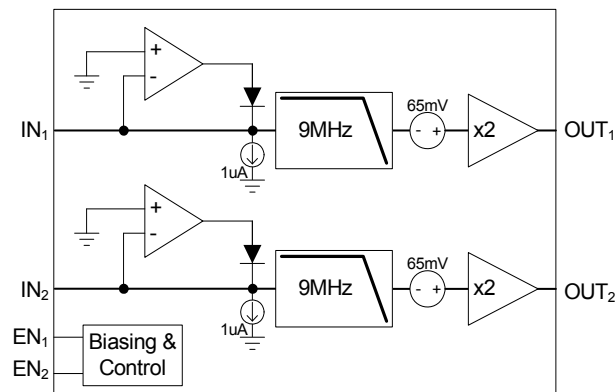 +
-
65mV
IN1
9MHz
- +
x2
OUT1
1uA
+
-
65mV
IN2
9MHz
- +
x2
OUT2
1uA
EN1
EN2
Biasing &
Control